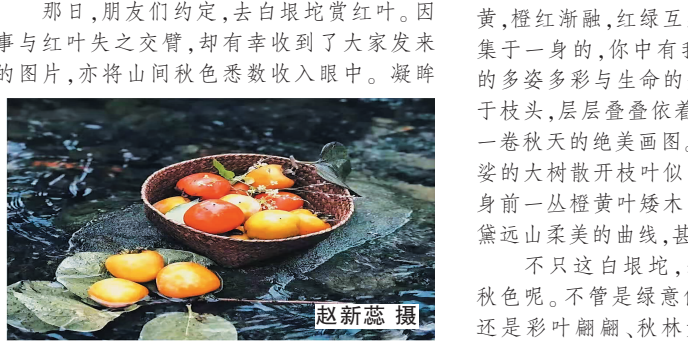 那日,朋友们约定,去白垠坨赏红叶。因
事与红叶失之交臂,却有幸收到了大家发来
的图片,亦将山间秋色悉数收入眼中。凝眸
赵新蕊 摄
黄,橙红渐融,红绿互
集于一身的,你中有我
的多姿多彩与生命的
于枝头,层层叠叠依着
一卷秋天的绝美画图。
娑的大树散开枝叶似
身前一丛橙黄叶矮木
黛远山柔美的曲线,甚
不只这白垠坨,
秋色呢。不管是绿意
还是彩叶翩翩、秋林